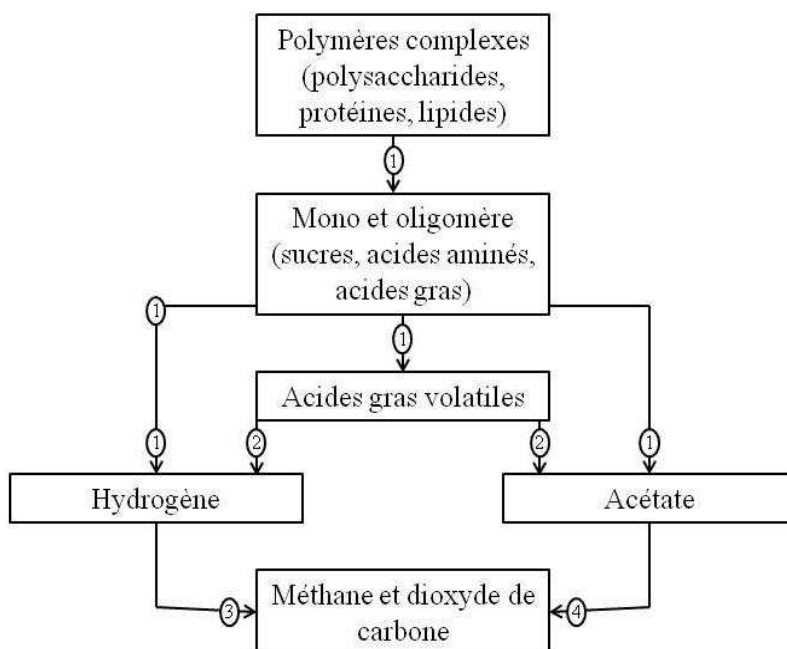 Polymères complexes
(polysaccharides,
protéines, lipides)
1
Mono et oligomère
(sucres, acides aminés,
acides gras)
1
1
Acides gras volatiles
1
2
2
1
Hydrogène
Acétate
Méthane et dioxyde de
carbone
3
4